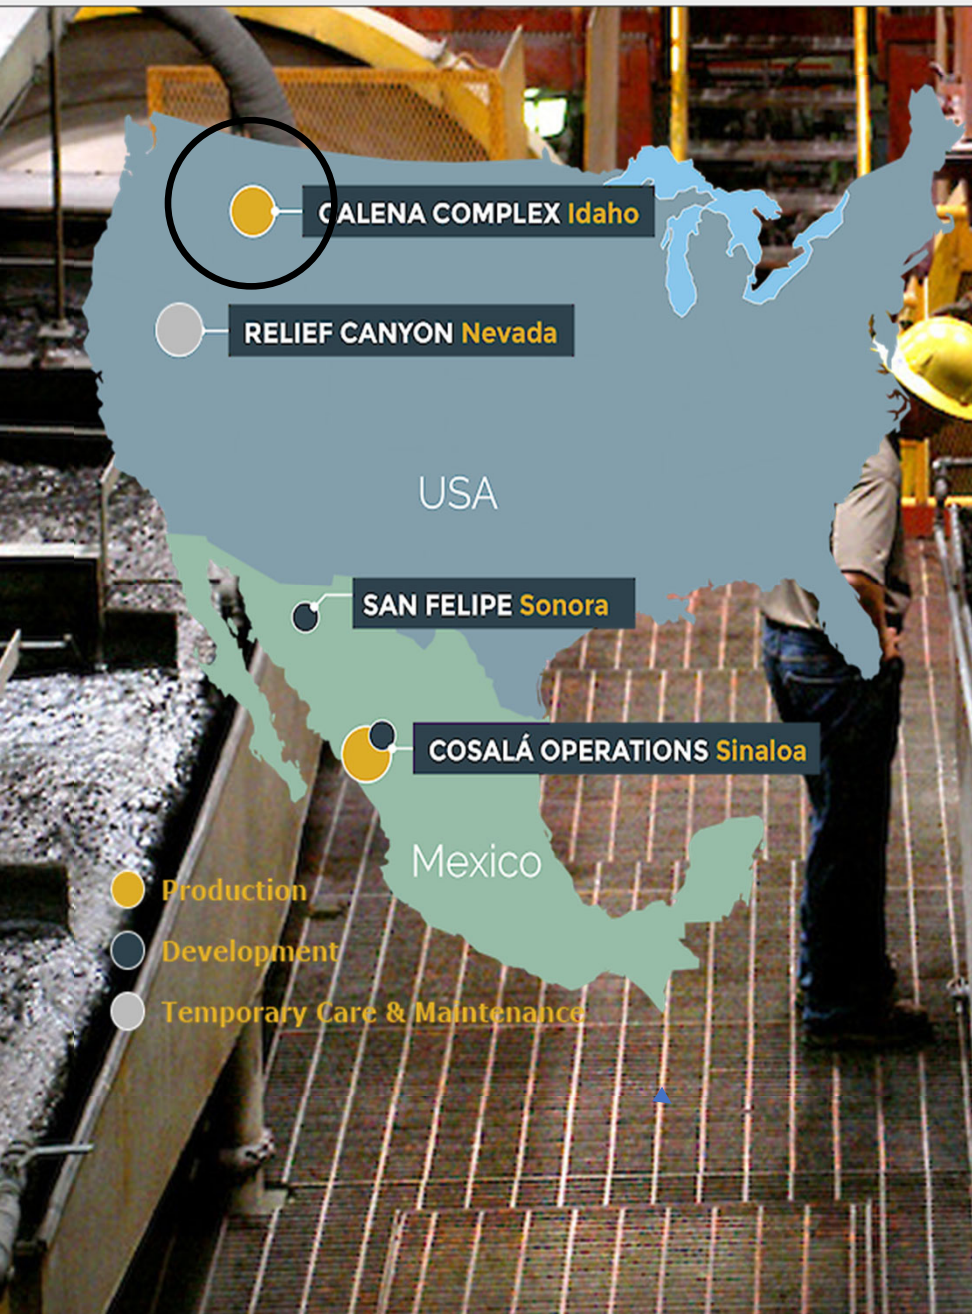 GALENA COMPLEX Idaho
RELIEF CANYON Nevada
USA
SAN FELIPE Sonora
COSALÁ OPERATIONS Sinaloa
Mexico
Production
Development
Temporary Care & Maintenance